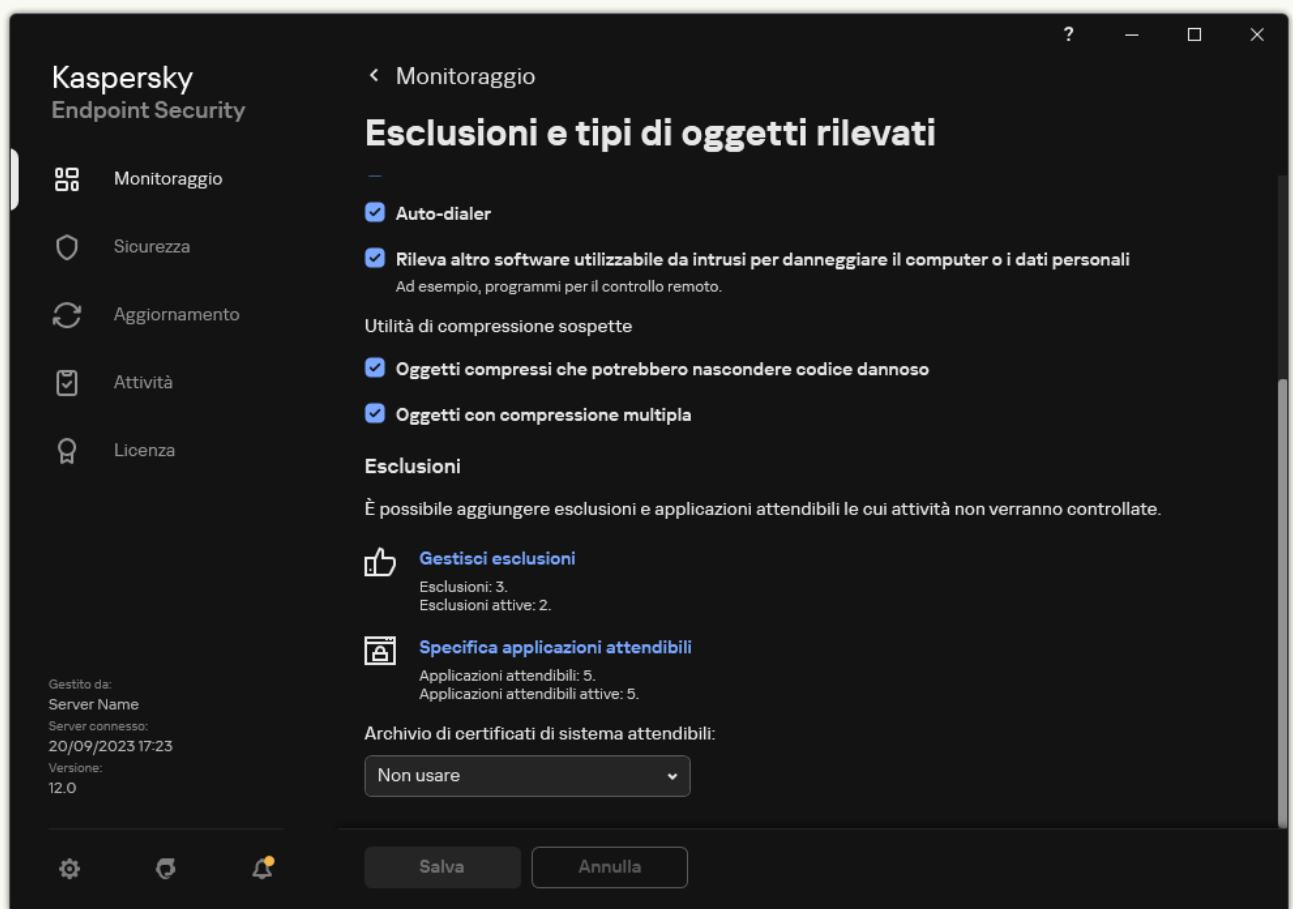 ?
Kaspersky
Endpoint Security
Monitoraggio
Sicurezza
Aggiornamento
Attività
Licenza
Gestito da:
Server Name
Server connesso:
20/09/2023 17:23
Versione:
12.0
Monitoraggio
Esclusioni e tipi di oggetti rilevati
Auto-dialer
Rileva altro software utilizzabile da intrusi per danneggiare il computer o i dati personali
Ad esempio, programmi per il controllo remoto.
Utilità di compressione sospette
Oggetti compressi che potrebbero nascondere codice dannoso
Oggetti con compressione multipla
Esclusioni
È possibile aggiungere esclusioni e applicazioni attendibili le cui attività non verranno controllate.
Gestisci esclusioni
Esclusioni: 3.
Esclusioni attive: 2.
Specifica applicazioni attendibili
Applicazioni attendibili: 5.
Applicazioni attendibili attive: 5.
Archivio di certificati di sistema attendibili:
Non usare
Salva
Annulla